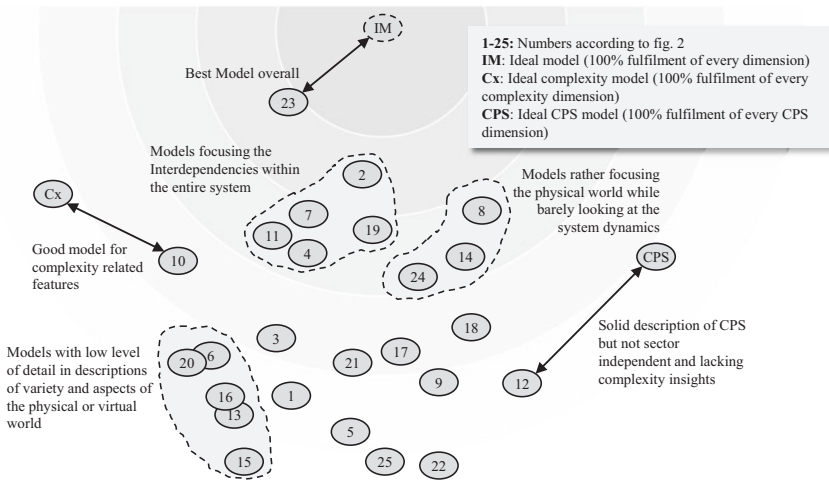 IM
1-25: Numbers according to fig. 2
IM: Ideal model (100% fulfilment of every dimension)
Cx: Ideal complexity model (100% fulfilment of every
complexity dimension)
CPS: Ideal CPS model (100% fulfilment of every CPS
dimension)
Best Model overall
23
Models focusing the
Interdependencies within
the entire system
2
7
11
19
4
Models rather focusing
the physical world while
barely looking at the
system dynamics
8
14
24
Cx
10
Good model for
complexity related
features
CPS
12
Solid description of CPS
but not sector
independent and lacking
complexity insights
18
3
17
21
9
1
5
25
22
Models with low level
of detail in descriptions
of variety and aspects of
the physical or virtual
world
6
20
16
13
15